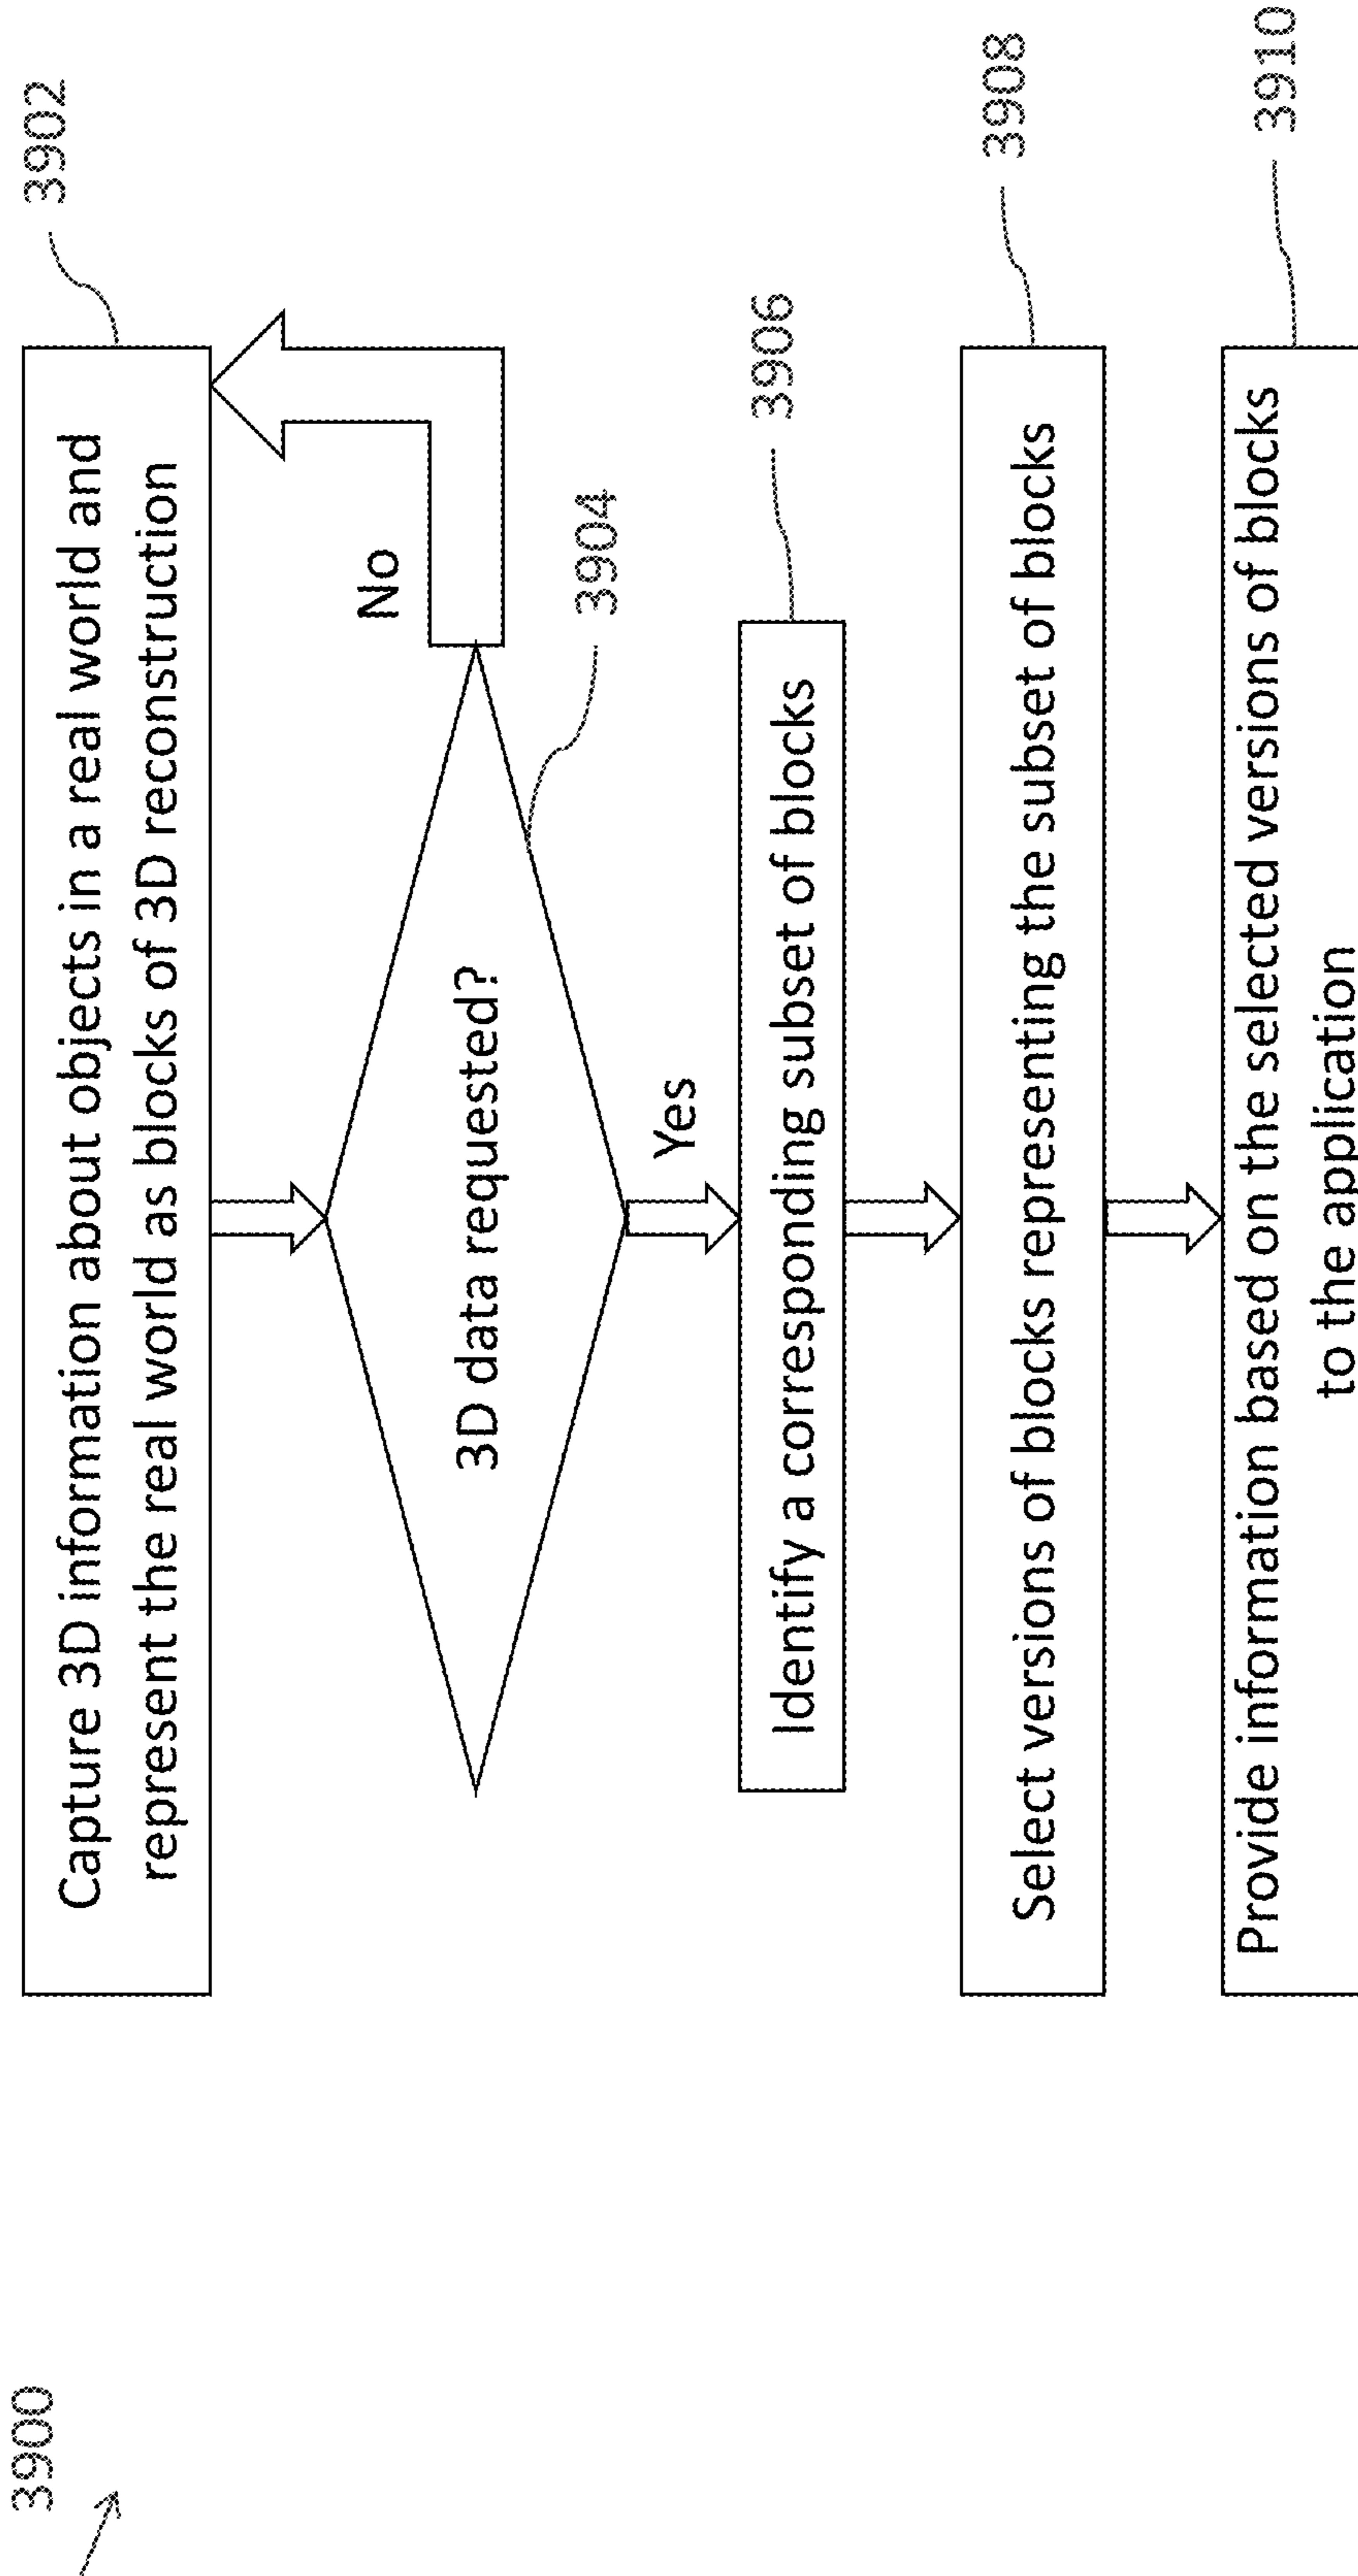 3900
Capture 3D information about objects in a real world and
represent the real world as blocks of 3D reconstruction
3902
No
3D data requested?
3904
Yes
Identify a corresponding subset of blocks
3906
Select versions of blocks representing the subset of blocks
3908
Provide information based on the selected versions of blocks
to the application
3910